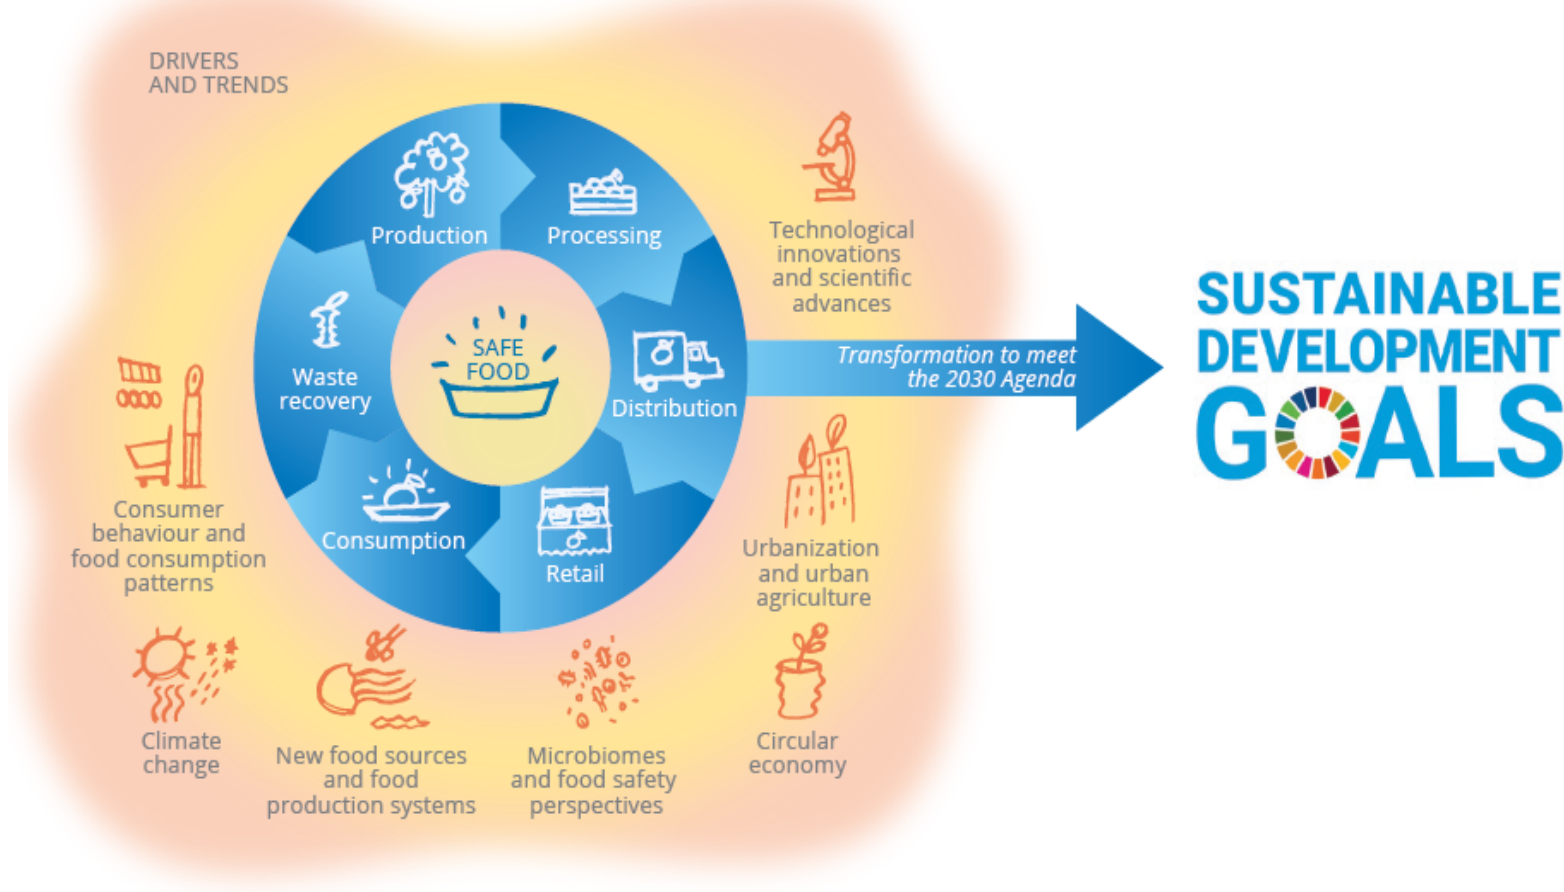 DRIVERS
AND TRENDS
Production
Processing
Distribution
Retail
Consumption
Waste
recovery
SAFE
FOOD
Technological
innovations
and scientific
advances
Transformation to meet
the 2030 Agenda
SUSTAINABLE
DEVELOPMENT
GOALS
Urbanization
and urban
agriculture
Circular
economy
Microbiomes
and food safety
perspectives
New food sources
and food
production systems
Climate
change
Consumer
behaviour and
food consumption
patterns